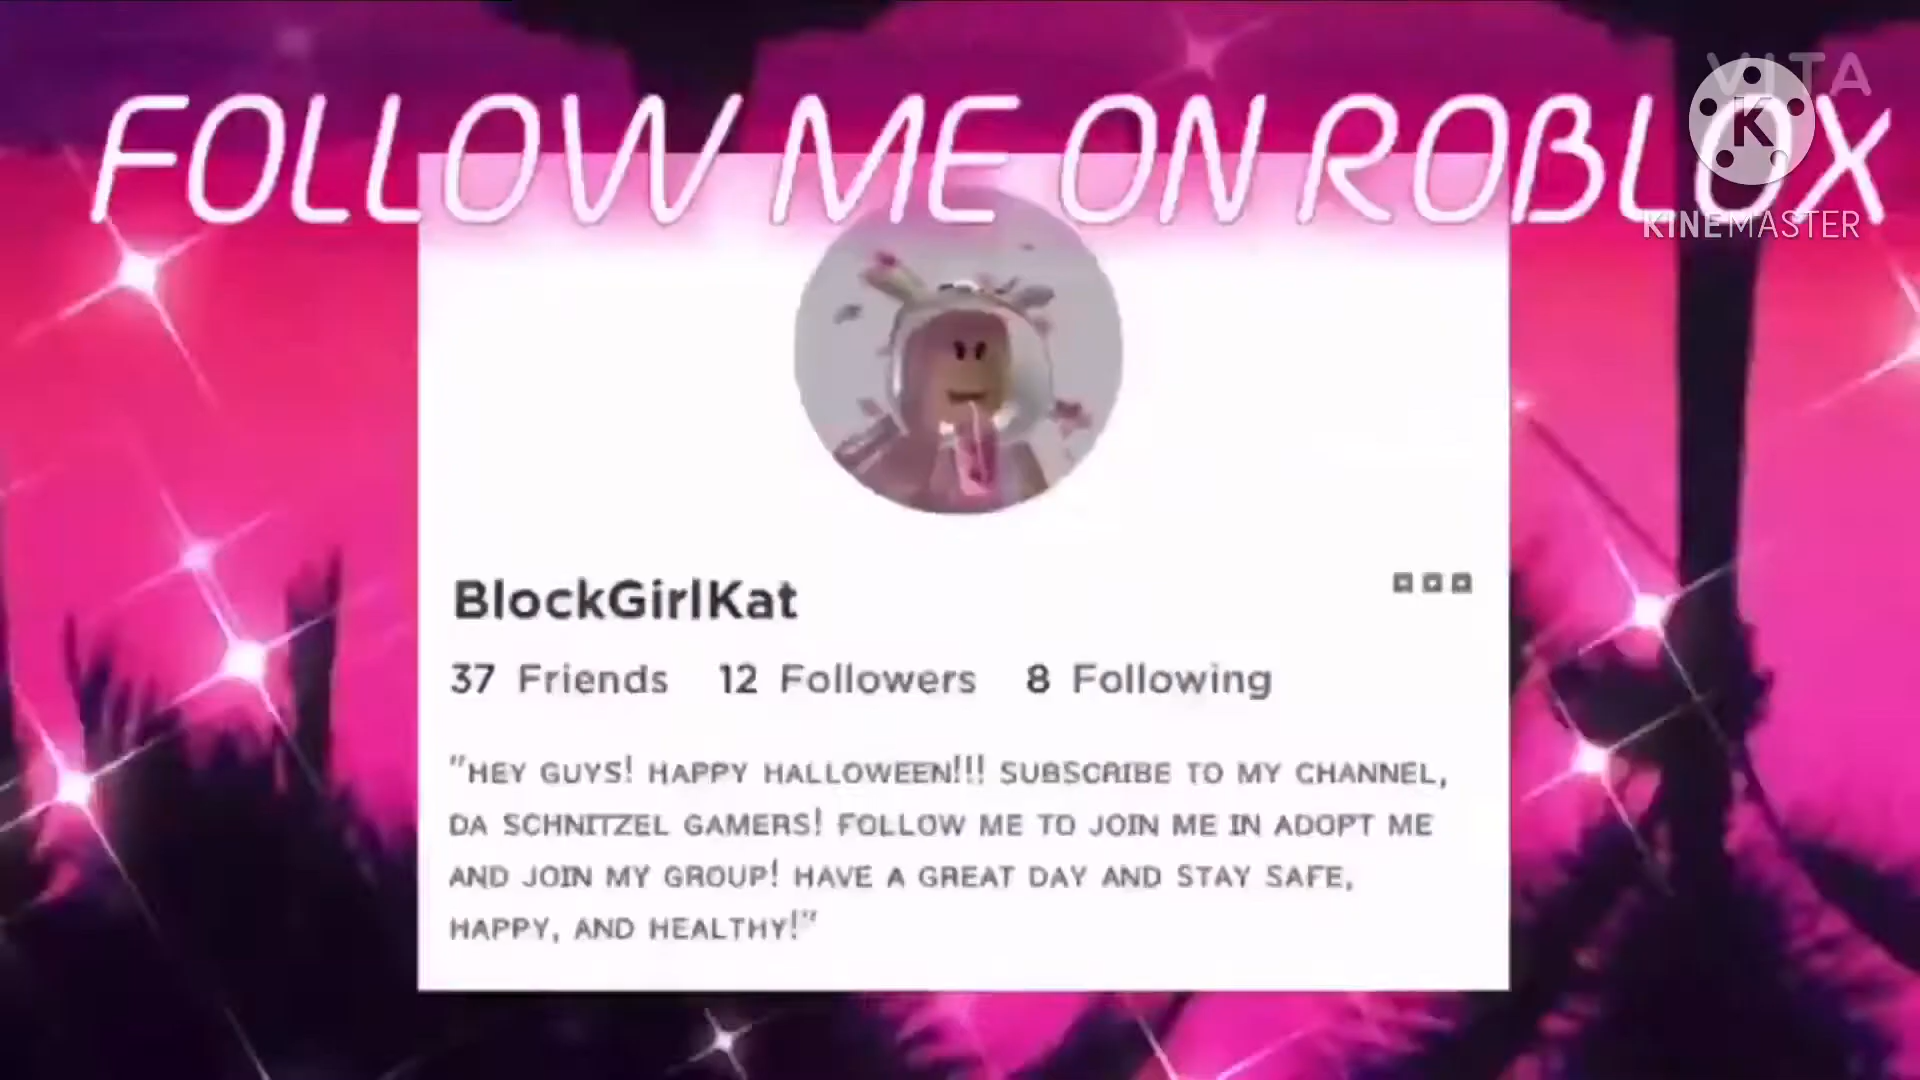 VITA
FOLLOW ME ON ROBLOX
K
KINEMASTER
BlockGirlKat
37 Friends 12 Followers 8 Following
"HEY GUYS! HAPPY HALLOWEEN!!! SUBSCRIBE TO MY CHANNEL,
DA SCHNITZEL GAMERS! FOLLOW ME TO JOIN ME IN ADOPT ME
AND JOIN MY GROUP! HAVE A GREAT DAY AND STAY SAFE,
HAPPY, AND HEALTHY!"